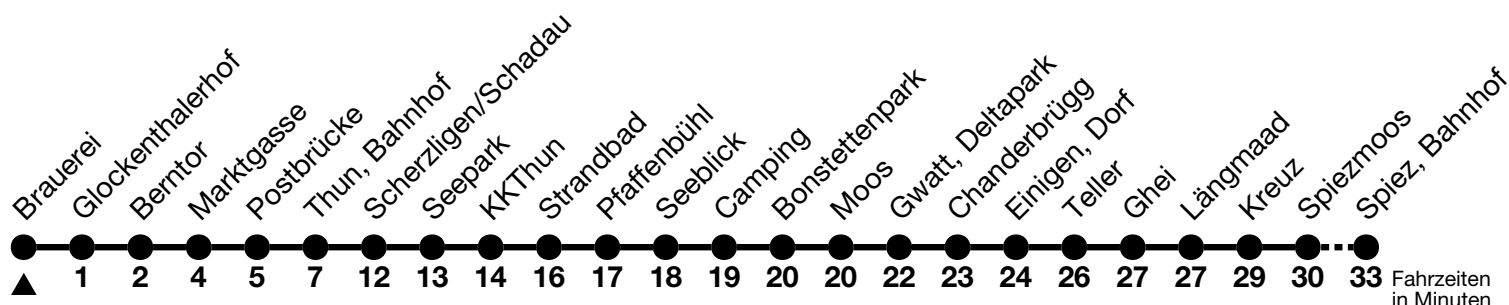 Brauerei
Glockenthalerhof
Berntor
Marktgasse
Postbrücke
Thun, Bahnhof
Scherzligen/Schadau
Seepark
KKThun
Strandbad
Pfaffenbühl
Seeblick
Camping
Bonstettenpark
Moos
Gwatt, Deltapark
Chanderbrügg
Einigen, Dorf
Teller
Ghei
Längmaad
Kreuz
Spiezmoos
Spiez, Bahnhof
1 2 4 5 7 12 13 14 16 17 18 19 20 20 22 23 24 26 27 27 29 30 33 Fahrzeiten
in Minuten